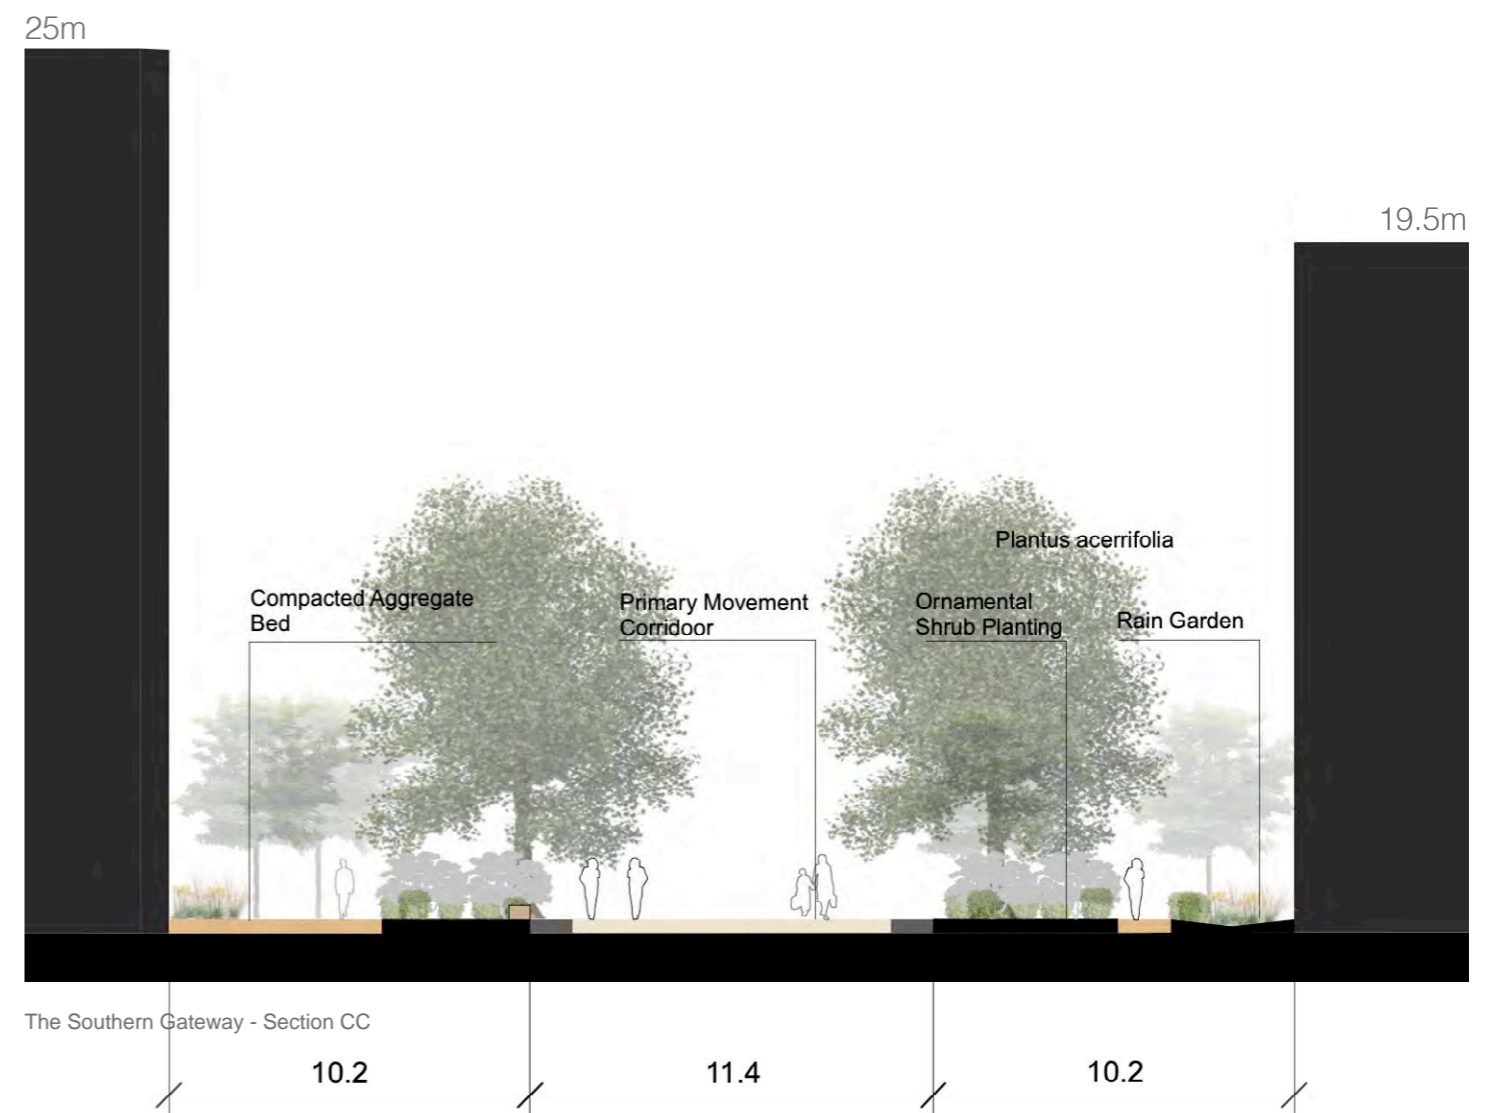 25m
19.5m
Plantus acerrifolia
Compacted Aggregate
Bed
Primary Movement
Corridoor
Ornamental
Shrub Planting
Rain Garden
The Southern Gateway - Section CC
10.2
11.4
10.2